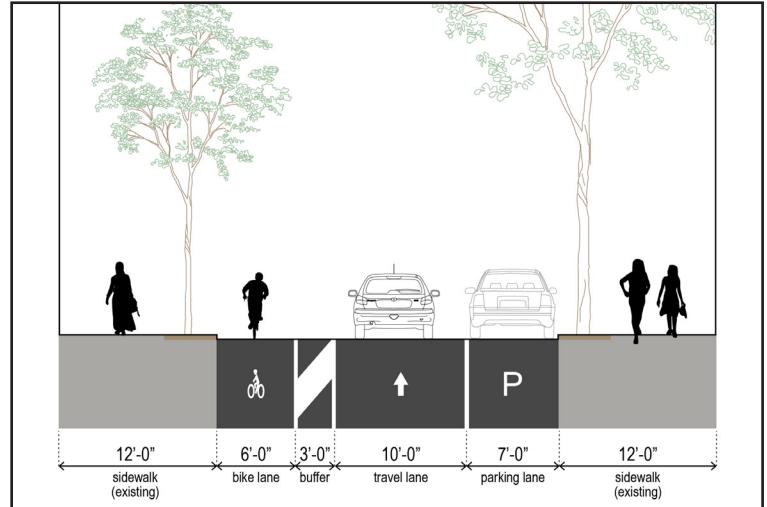 P
12'-0" 6'-0" 3'-0" 10'-0" 7'-0" 12'-0"
sidewalk bike lane buffer travel lane parking lane sidewalk
(existing) (existing)